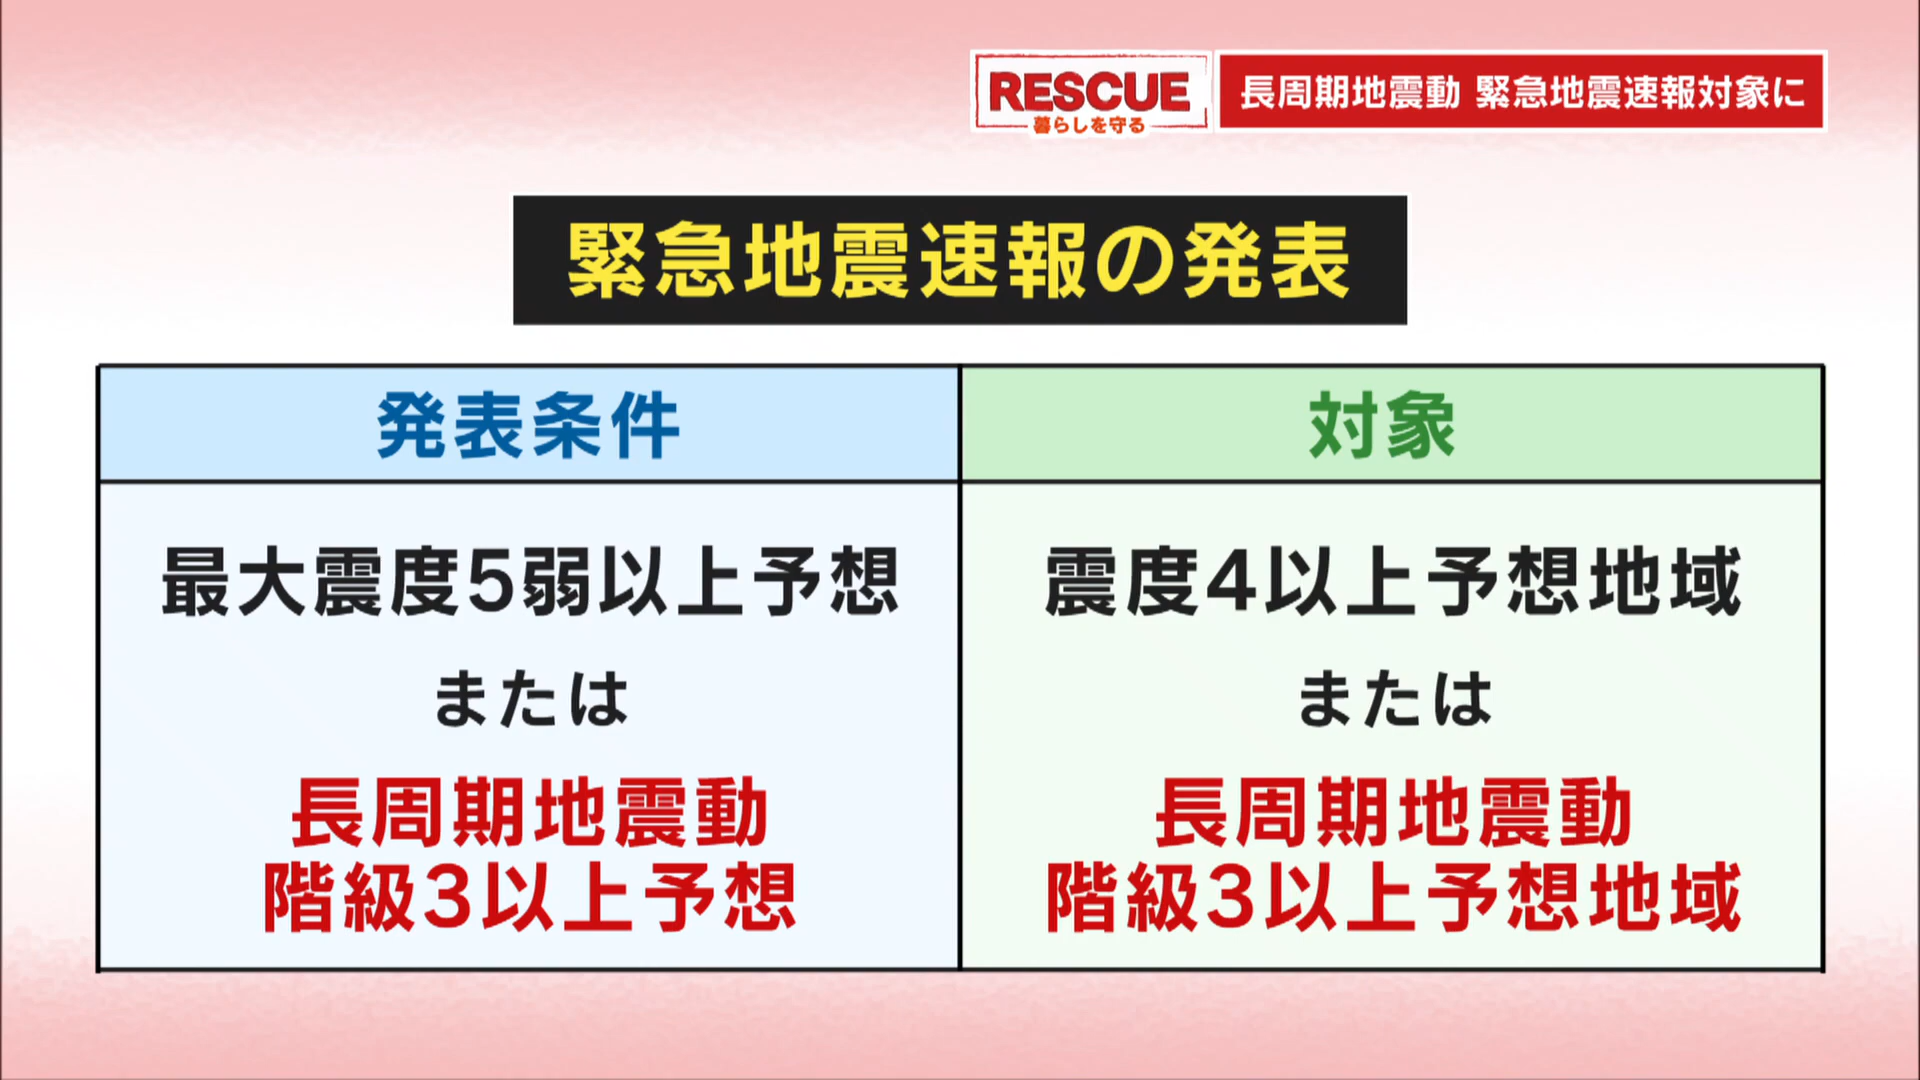 RESCUE
暮らしを守る
長周期地震動 緊急地震速報対象に
緊急地震速報の発表
発表条件
対象
最大震度5弱以上予想
または
長周期地震動
階級3以上予想
震度4以上予想地域
または
長周期地震動
階級3以上予想地域